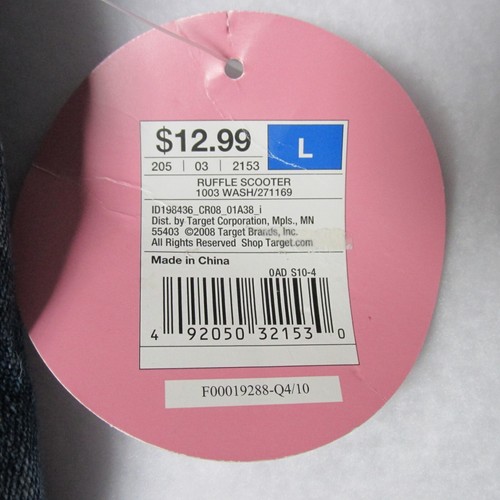 $12.99 L
205 03 2153
RUFFLE SCOOTER
1003 WASH/271169
ID198436_CR08_01A38_i
Dist. by Target Corporation, Mpls., MN
55403 ©2008 Target Brands, Inc.
All Rights Reserved Shop Target.com
Made in China
0AD S10-4
4 92050 32153 0
F00019288-Q4/10